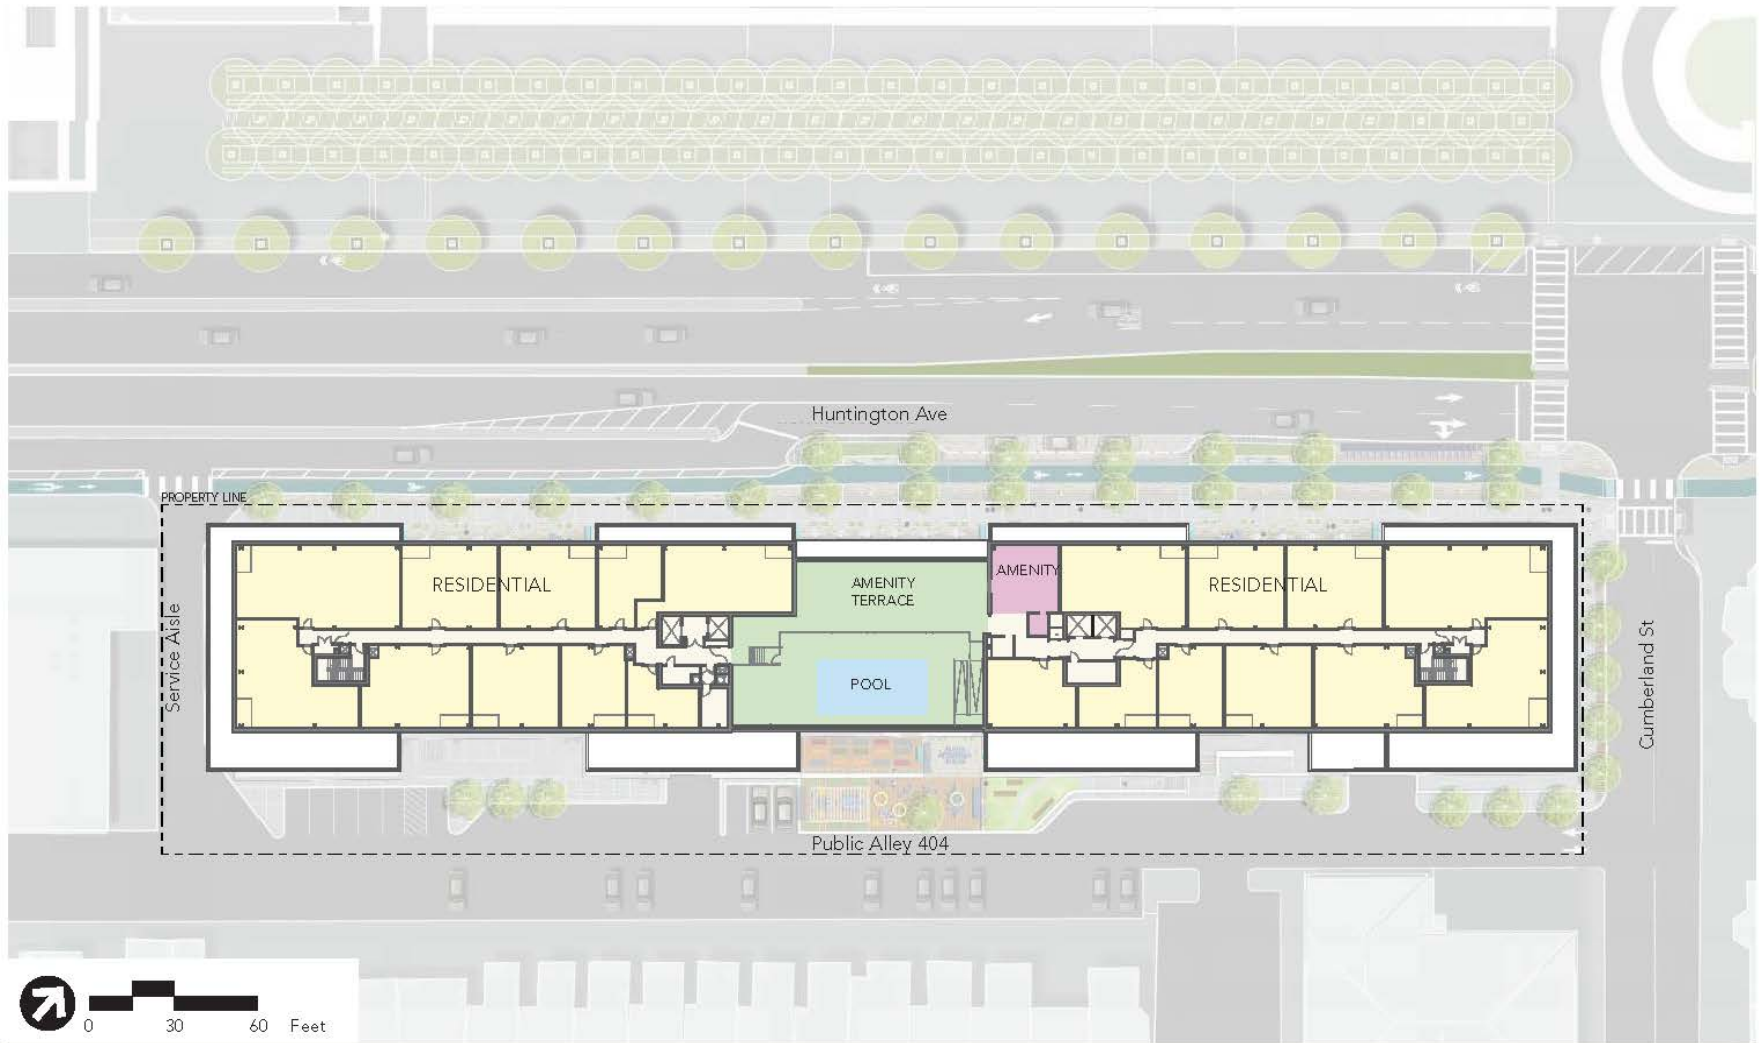 Huntington Ave
PROPERTY LINE
RESIDENTIAL
AMENITY
TERRACE
AMENITY
RESIDENTIAL
Service Aisle
POOL
Cumberland St
Public Alley 404
0 30 60 Feet